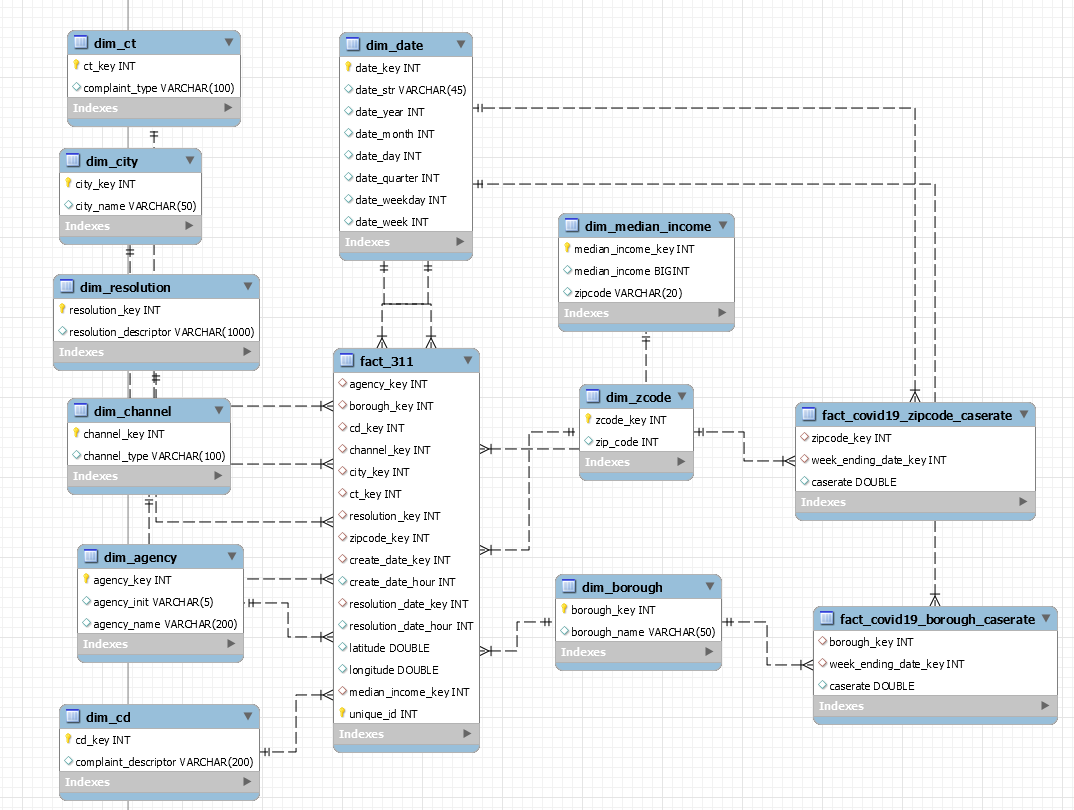 dim_ct
ct_key INT
complaint_type VARCHAR(100)
Indexes
dim_city
city_key INT
city_name VARCHAR(50)
Indexes
dim_resolution
resolution_key INT
resolution_descriptor VARCHAR(1000)
Indexes
dim_channel
channel_key INT
channel_type VARCHAR(100)
Indexes
dim_agency
agency_key INT
agency_init VARCHAR(5)
agency_name VARCHAR(200)
Indexes
dim_cd
cd_key INT
complaint_descriptor VARCHAR(200)
Indexes
dim_date
date_key INT
date_str VARCHAR(45)
date_year INT
date_month INT
date_day INT
date_quarter INT
date_weekday INT
date_week INT
Indexes
fact_311
agency_key INT
borough_key INT
cd_key INT
channel_key INT
city_key INT
ct_key INT
resolution_key INT
zipcode_key INT
create_date_key INT
create_date_hour INT
resolution_date_key INT
resolution_date_hour INT
latitude DOUBLE
longitude DOUBLE
median_income_key INT
unique_id INT
Indexes
dim_median_income
median_income_key INT
median_income BIGINT
zipcode VARCHAR(20)
Indexes
dim_zcode
zcode_key INT
zip_code INT
Indexes
dim_borough
borough_key INT
borough_name VARCHAR(50)
Indexes
fact_covid19_zipcode_caserate
zipcode_key INT
week_ending_date_key INT
caserate DOUBLE
Indexes
fact_covid19_borough_caserate
borough_key INT
week_ending_date_key INT
caserate DOUBLE
Indexes